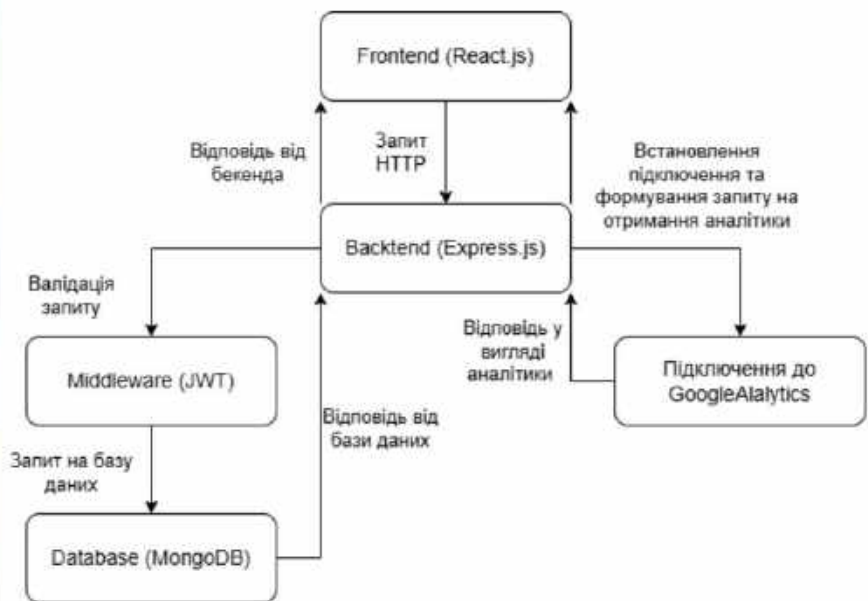 Frontend (React.js)
Відповідь від
бекенда
Запит
HTTP
Встановлення
підключення та
формування запиту на
отримання аналітики
Backtend (Express.js)
Валідація
запиту
Відповідь у
вигляді
аналітики
Middleware (JWT)
Підключення до
GoogleAlalytics
Відповідь від
бази даних
Запит на базу
даних
Database (MongoDB)